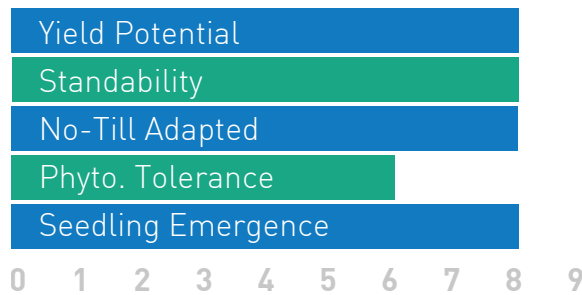 Yield Potential
Standability
No-Till Adapted
Phyto. Tolerance
Seedling Emergence
0 1 2 3 4 5 6 7 8 9